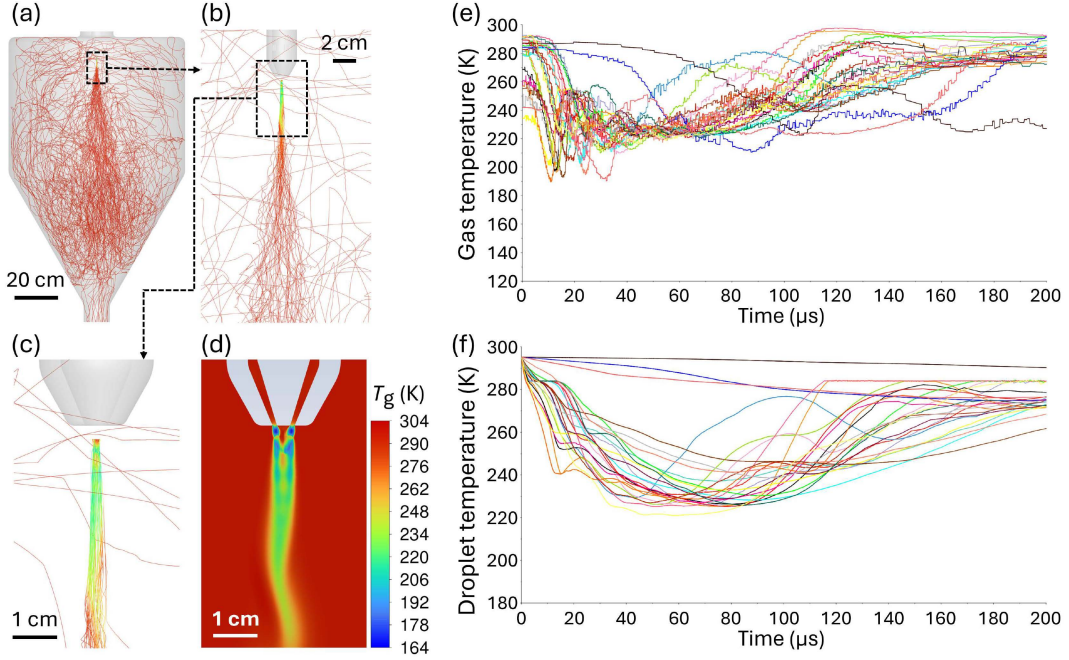 (a)
20 cm
(b)
2 cm
(c)
1 cm
(d)
1 cm
Tg (K)
304
290
276
262
248
234
220
206
192
178
164
(e)
Gas temperature (K)
300
280
260
240
220
200
180
160
140
120
0 20 40 60 80 100 120 140 160 180 200
Time (µs)
(f)
Droplet temperature (K)
300
280
260
240
220
200
180
0 20 40 60 80 100 120 140 160 180 200
Time (µs)